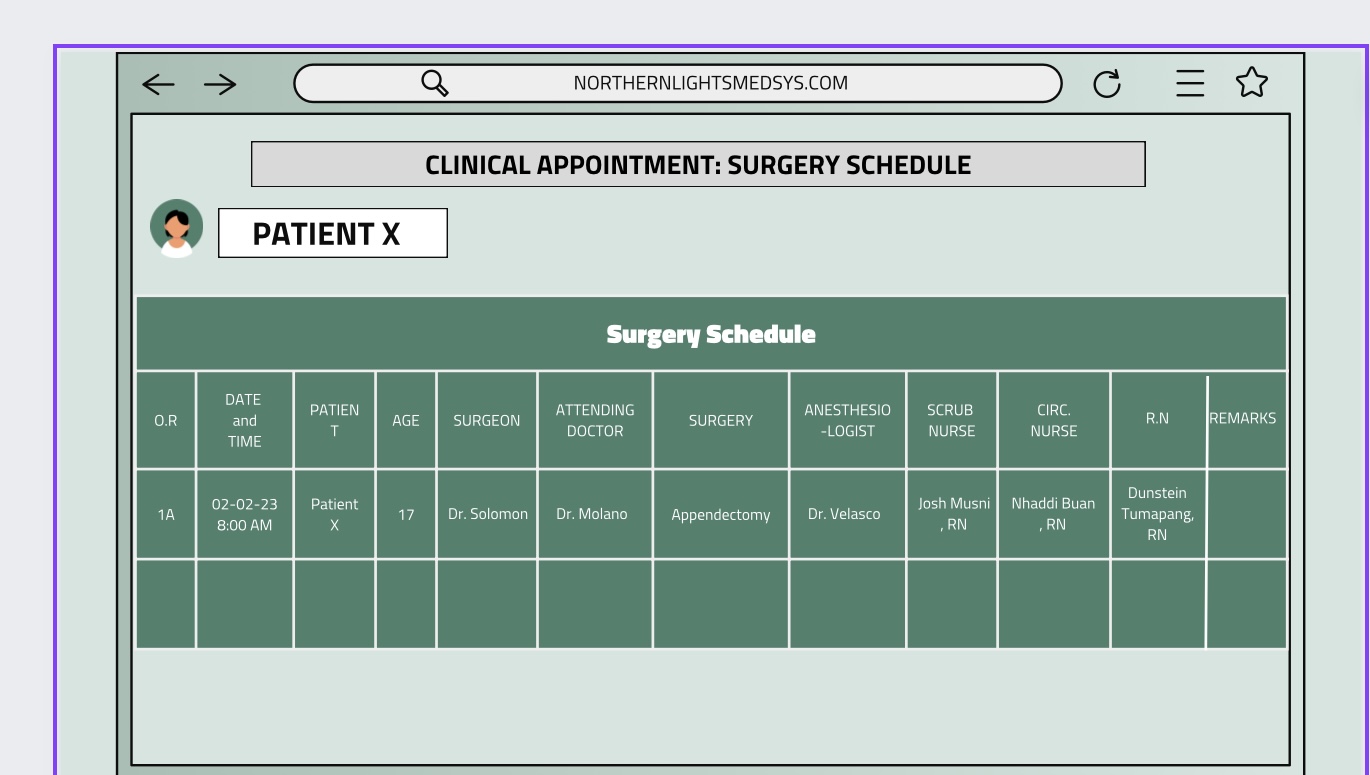 NORTHERNLIGHTSMEDSYS.COM
CLINICAL APPOINTMENT: SURGERY SCHEDULE
PATIENT X
Surgery Schedule
O.R
DATE
and
TIME
PATIEN
T
AGE
SURGEON
ATTENDING
DOCTOR
SURGERY
ANESTHESIO
-LOGIST
SCRUB
NURSE
CIRC.
NURSE
R.N
REMARKS
1A
02-02-23
8:00 AM
Patient
X
17
Dr. Solomon
Dr. Molano
Appendectomy
Dr. Velasco
Josh Musni
, RN
Nhaddi Buan
, RN
Dunstein
Tumapang,
RN